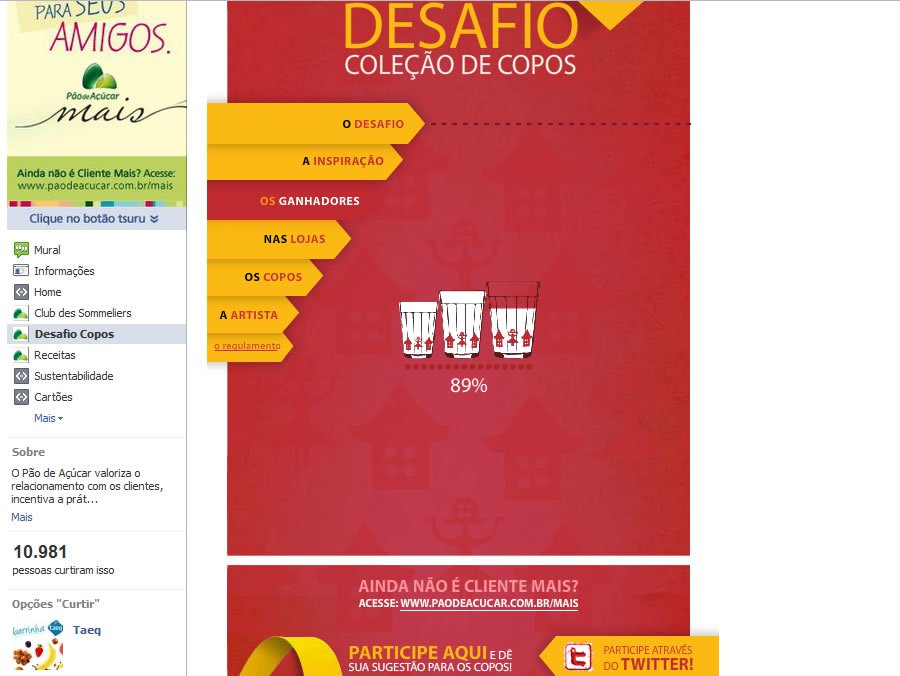 PARA SEUS
AMIGOS.
Pão de Açúcar
mais
Ainda não é Cliente Mais? Acesse:
www.paodeacucar.com.br/mais
Clique no botão tsuru
Mural
Informações
Home
Club des Sommeliers
Desafio Copos
Receitas
Sustentabilidade
Cartões
Mais
Sobre
O Pão de Açúcar valoriza o
relacionamento com os clientes,
incentiva a prát...
Mais
10.981
pessoas curtiram isso
Opções "Curtir"
barrinha taeq
Taeq
DESAFIO
COLEÇÃO DE COPOS
O DESAFIO
A INSPIRAÇÃO
OS GANHADORES
NAS LOJAS
OS COPOS
A ARTISTA
o regulamento
89%
AINDA NÃO É CLIENTE MAIS?
ACESSE: WWW.PAODEACUCAR.COM.BR/MAIS
PARTICIPE AQUI E DÊ
SUA SUGESTÃO PARA OS COPOS!
PARTICIPE ATRAVÉS
DO TWITTER!